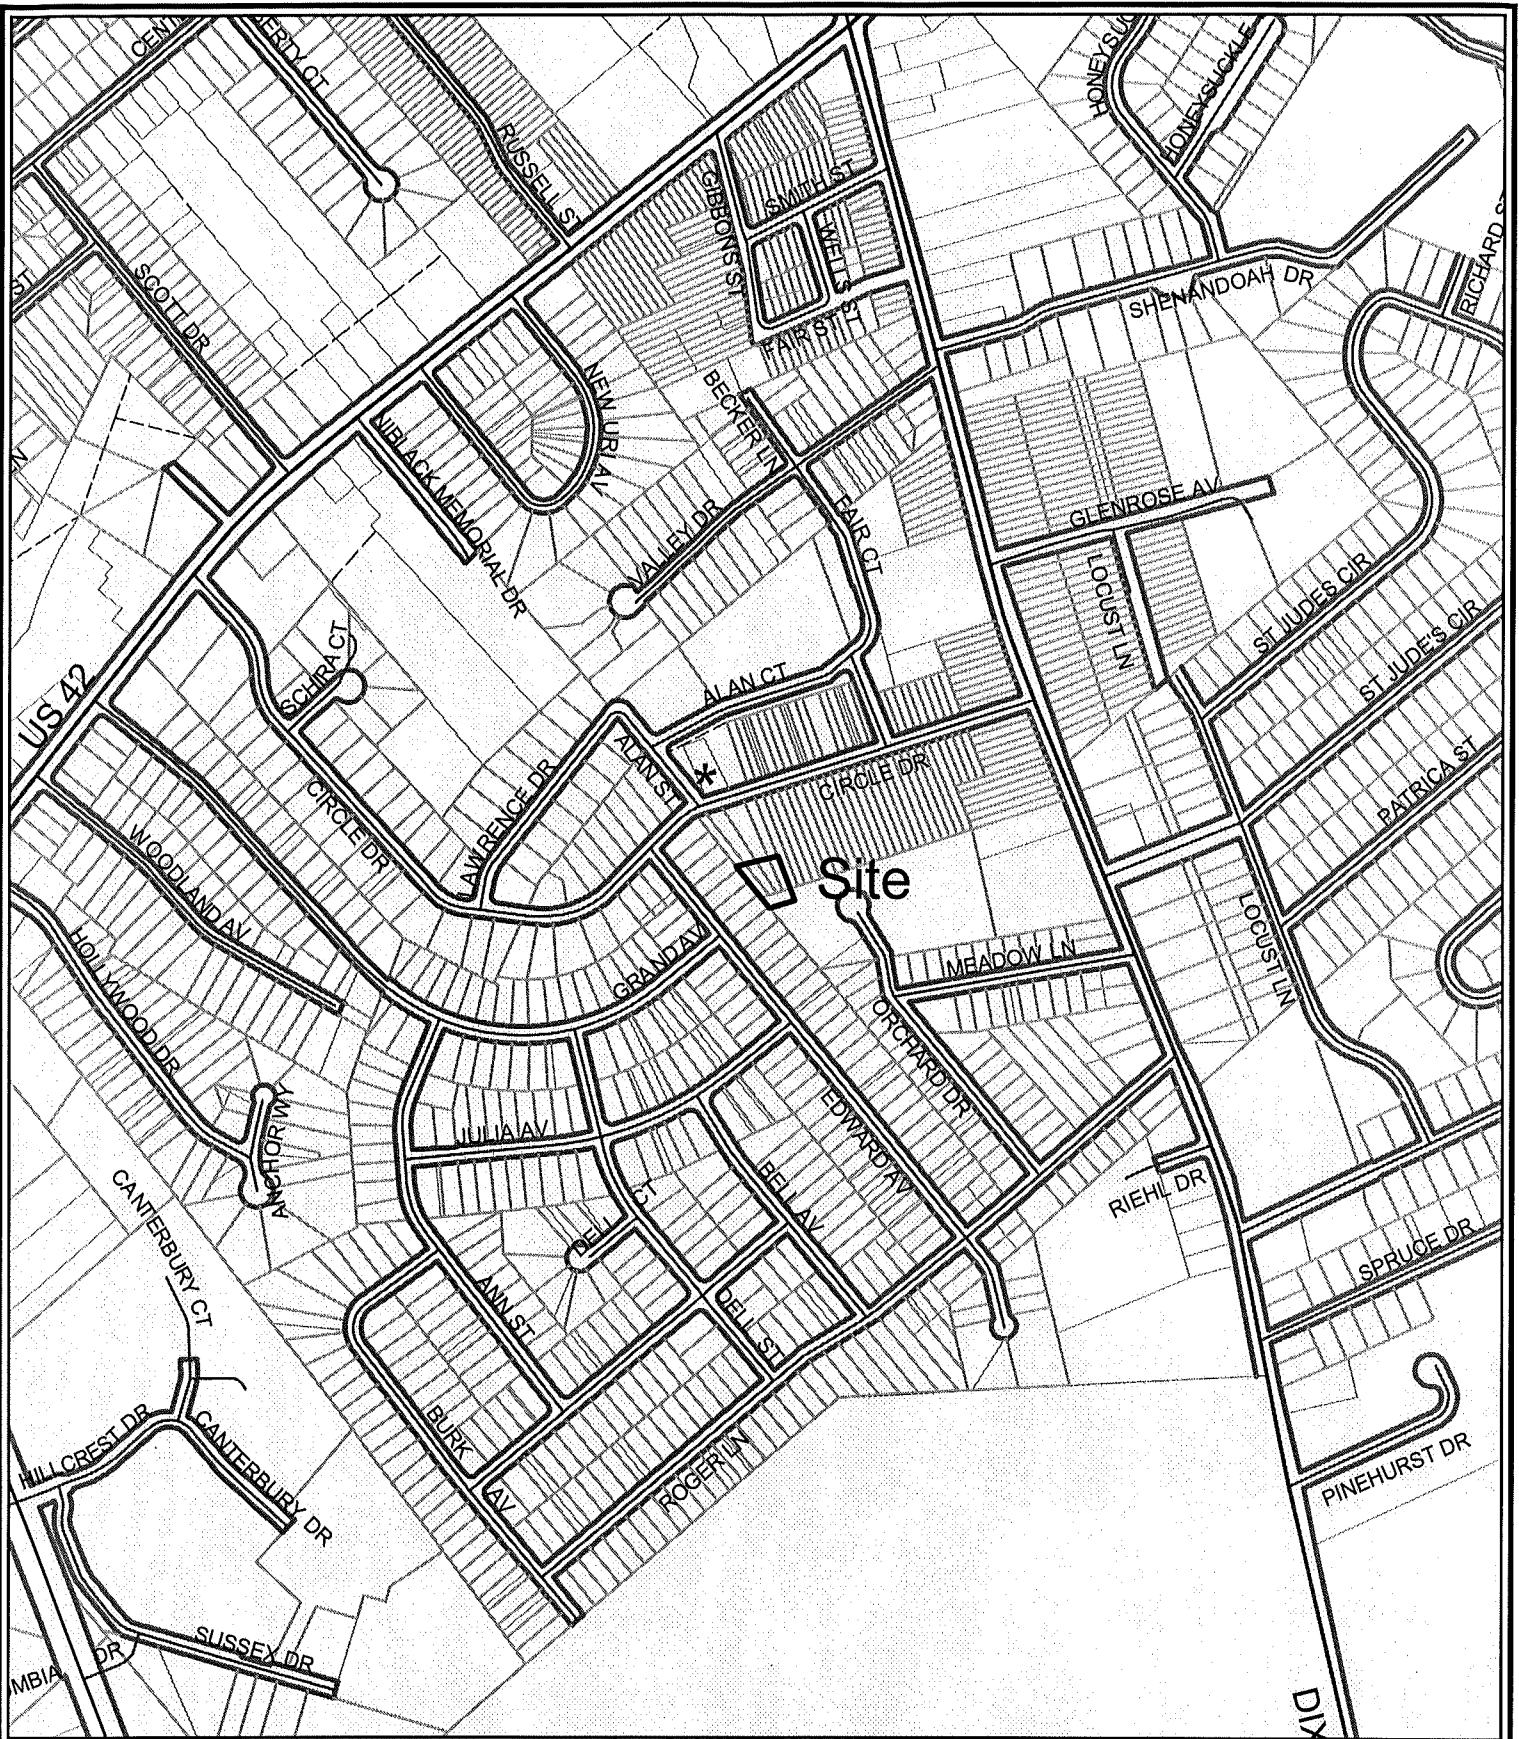 ERTY CT
RUSSELL ST
HONEYSUCKLE
GIBBONS ST
SMITH ST
WELLS ST
FAIR ST
SCOTT DR
SHENANDOAH DR
BECKER LN
NEW URI AV
NIBLACK MEMORIAL DR
VALLEY DR
FAIR CT
GLENROSE AV
LOCUST LN
ST JUDES CIR
ST JUDE'S CIR
PATRICA ST
US 42
SCHIRA CT
ALAN CT
ALAN ST
*
CIRCLE DR
CIRCLE DR
LAWRENCE DR
WOODLAND AV
Site
HOLLYWOOD DR
GRAND AV
MEADOW LN
LOCUST LN
ORCHARD DR
EDWARD AV
JULIA AV
ANCHOR WY
CANTERBURY CT
DELL CT
BELL AV
RIEHL DR
SPRUCE DR
ANN ST
DELL ST
BURK AV
ROGER LN
HILLCREST DR
CANTERBURY DR
PINEHURST DR
SUSSEX DR
MBIA DR
DIX